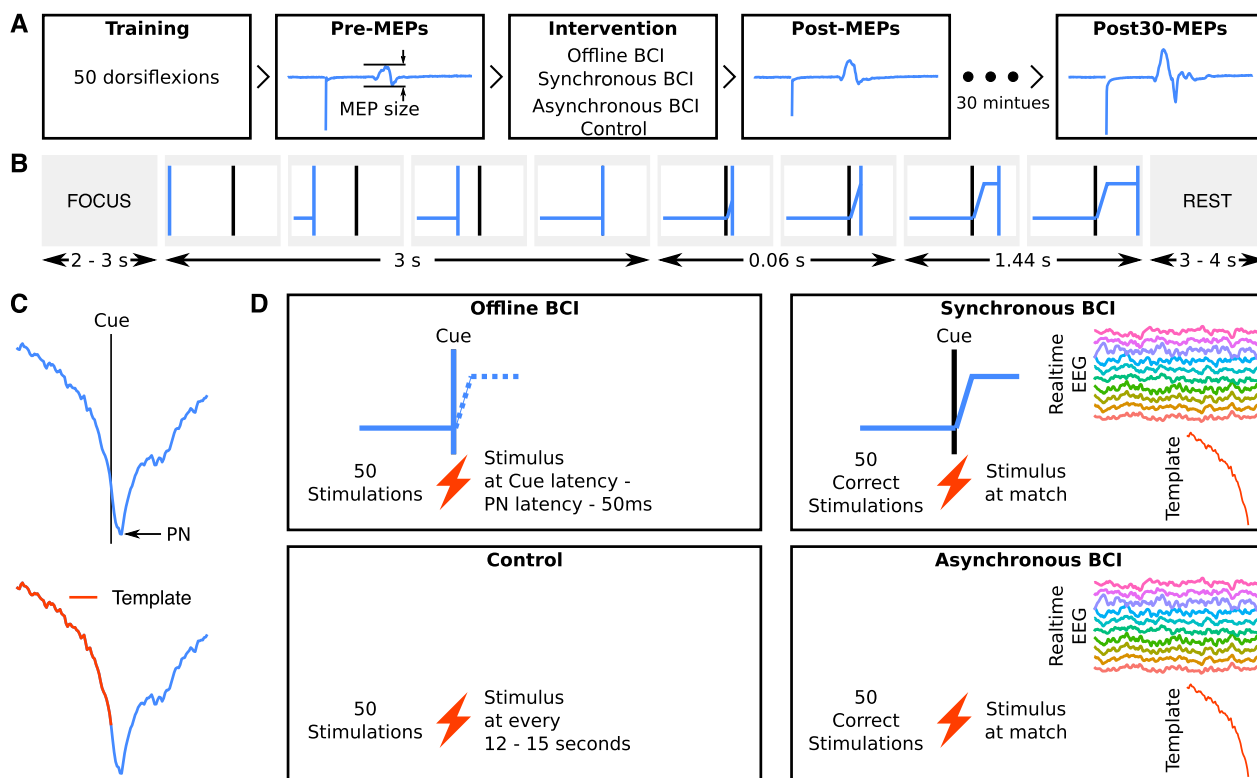 A
Training
50 dorsiflexions
Pre-MEPs
MEP size
Intervention
Offline BCI
Synchronous BCI
Asynchronous BCI
Control
Post-MEPs
30 mintues
Post30-MEPs
B
FOCUS
REST
2 - 3 s
3 s
0.06 s
1.44 s
3 - 4 s
C
Cue
PN
Template
D
Offline BCI
Cue
50
Stimulations
Stimulus
at Cue latency -
PN latency - 50ms
Synchronous BCI
Cue
Realtime
EEG
50
Correct
Stimulations
Stimulus
at match
Template
Control
50
Stimulations
Stimulus
at every
12 - 15 seconds
Asynchronous BCI
Realtime
EEG
50
Correct
Stimulations
Stimulus
at match
Template